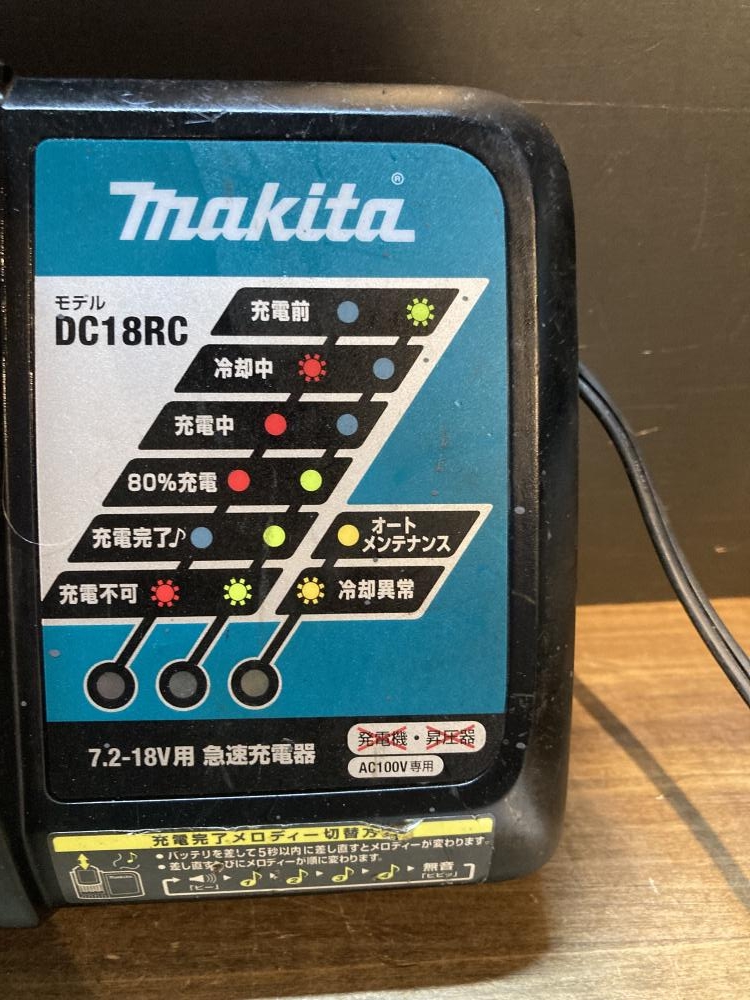 makita®
モデル
DC18RC
充電前
冷却中
充電中
80%充電
充電完了♪
オート
メンテナンス
充電不可
冷却異常
7.2-18V用 急速充電器
発電機・昇圧器
AC100V専用
充電完了メロディー切替方
• バッテリを差して5秒以内に差し直すとメロディーが変わります。
• 差し直す びにメロディーが順に変わります。
「ピー」 1 2 3 4 無音
「ピピッ」